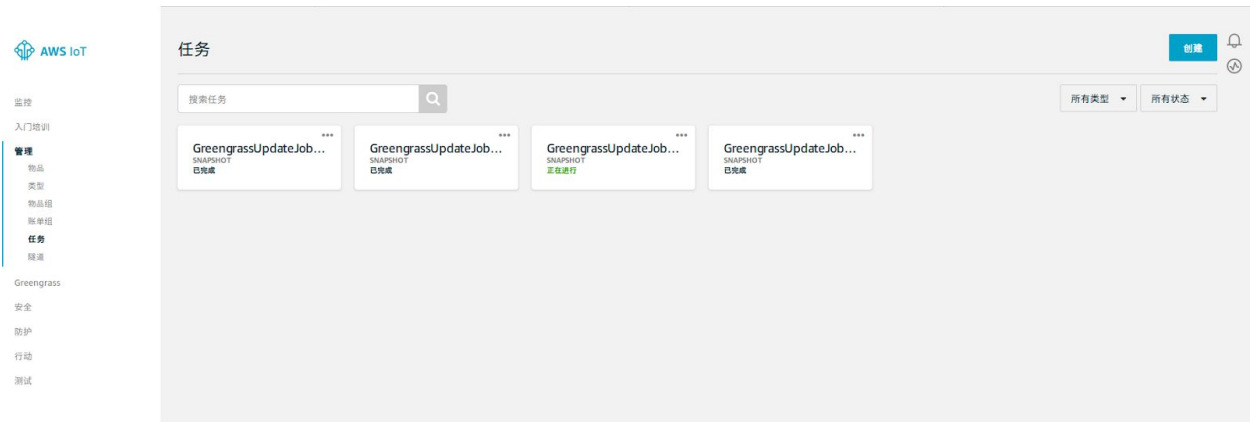 AWS IoT
监控
入门培训
管理
物品
类型
物品组
账单组
任务
隧道
Greengrass
安全
防护
行动
测试
任务
创建
搜索任务
所有类型
所有状态
GreengrassUpdateJob...
SNAPSHOT
已完成
GreengrassUpdateJob...
SNAPSHOT
已完成
GreengrassUpdateJob...
SNAPSHOT
正在进行
GreengrassUpdateJob...
SNAPSHOT
已完成